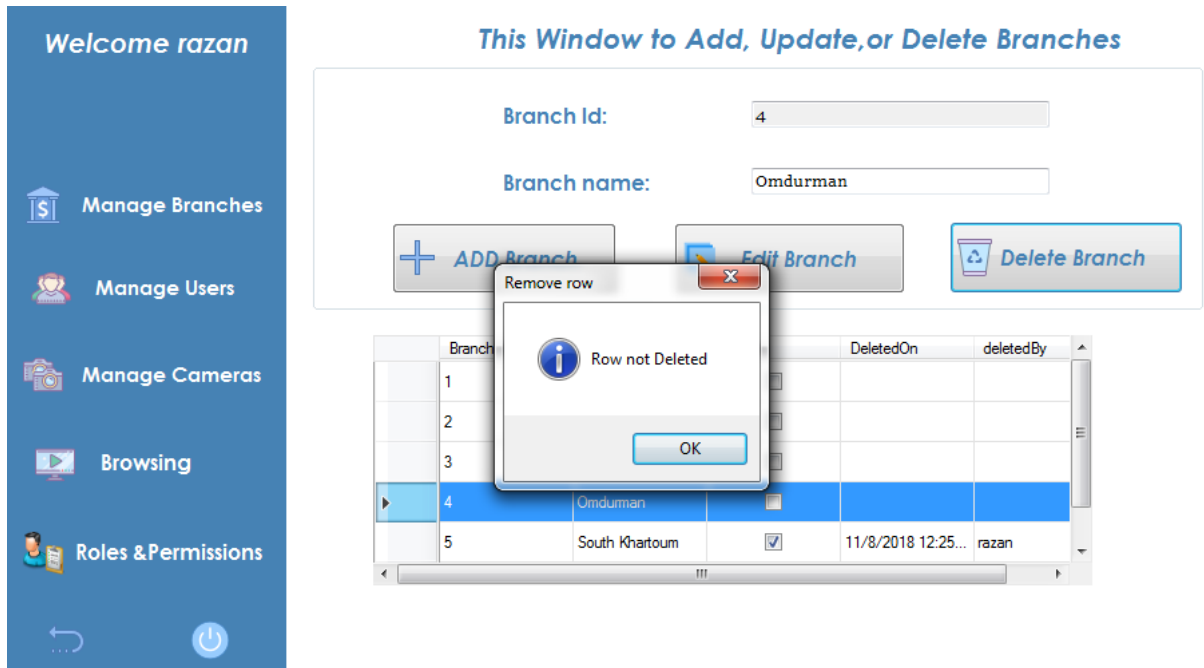 Welcome razan
Manage Branches
Manage Users
Manage Cameras
Browsing
Roles &Permissions
This Window to Add, Update,or Delete Branches
Branch Id:
4
Branch name:
Omdurman
ADD Branch
Edit Branch
Delete Branch
Remove row
Row not Deleted
OK
Branch DeletedOn deletedBy
1
2
3
4 Omdurman
5 South Khartoum 11/8/2018 12:25... razan